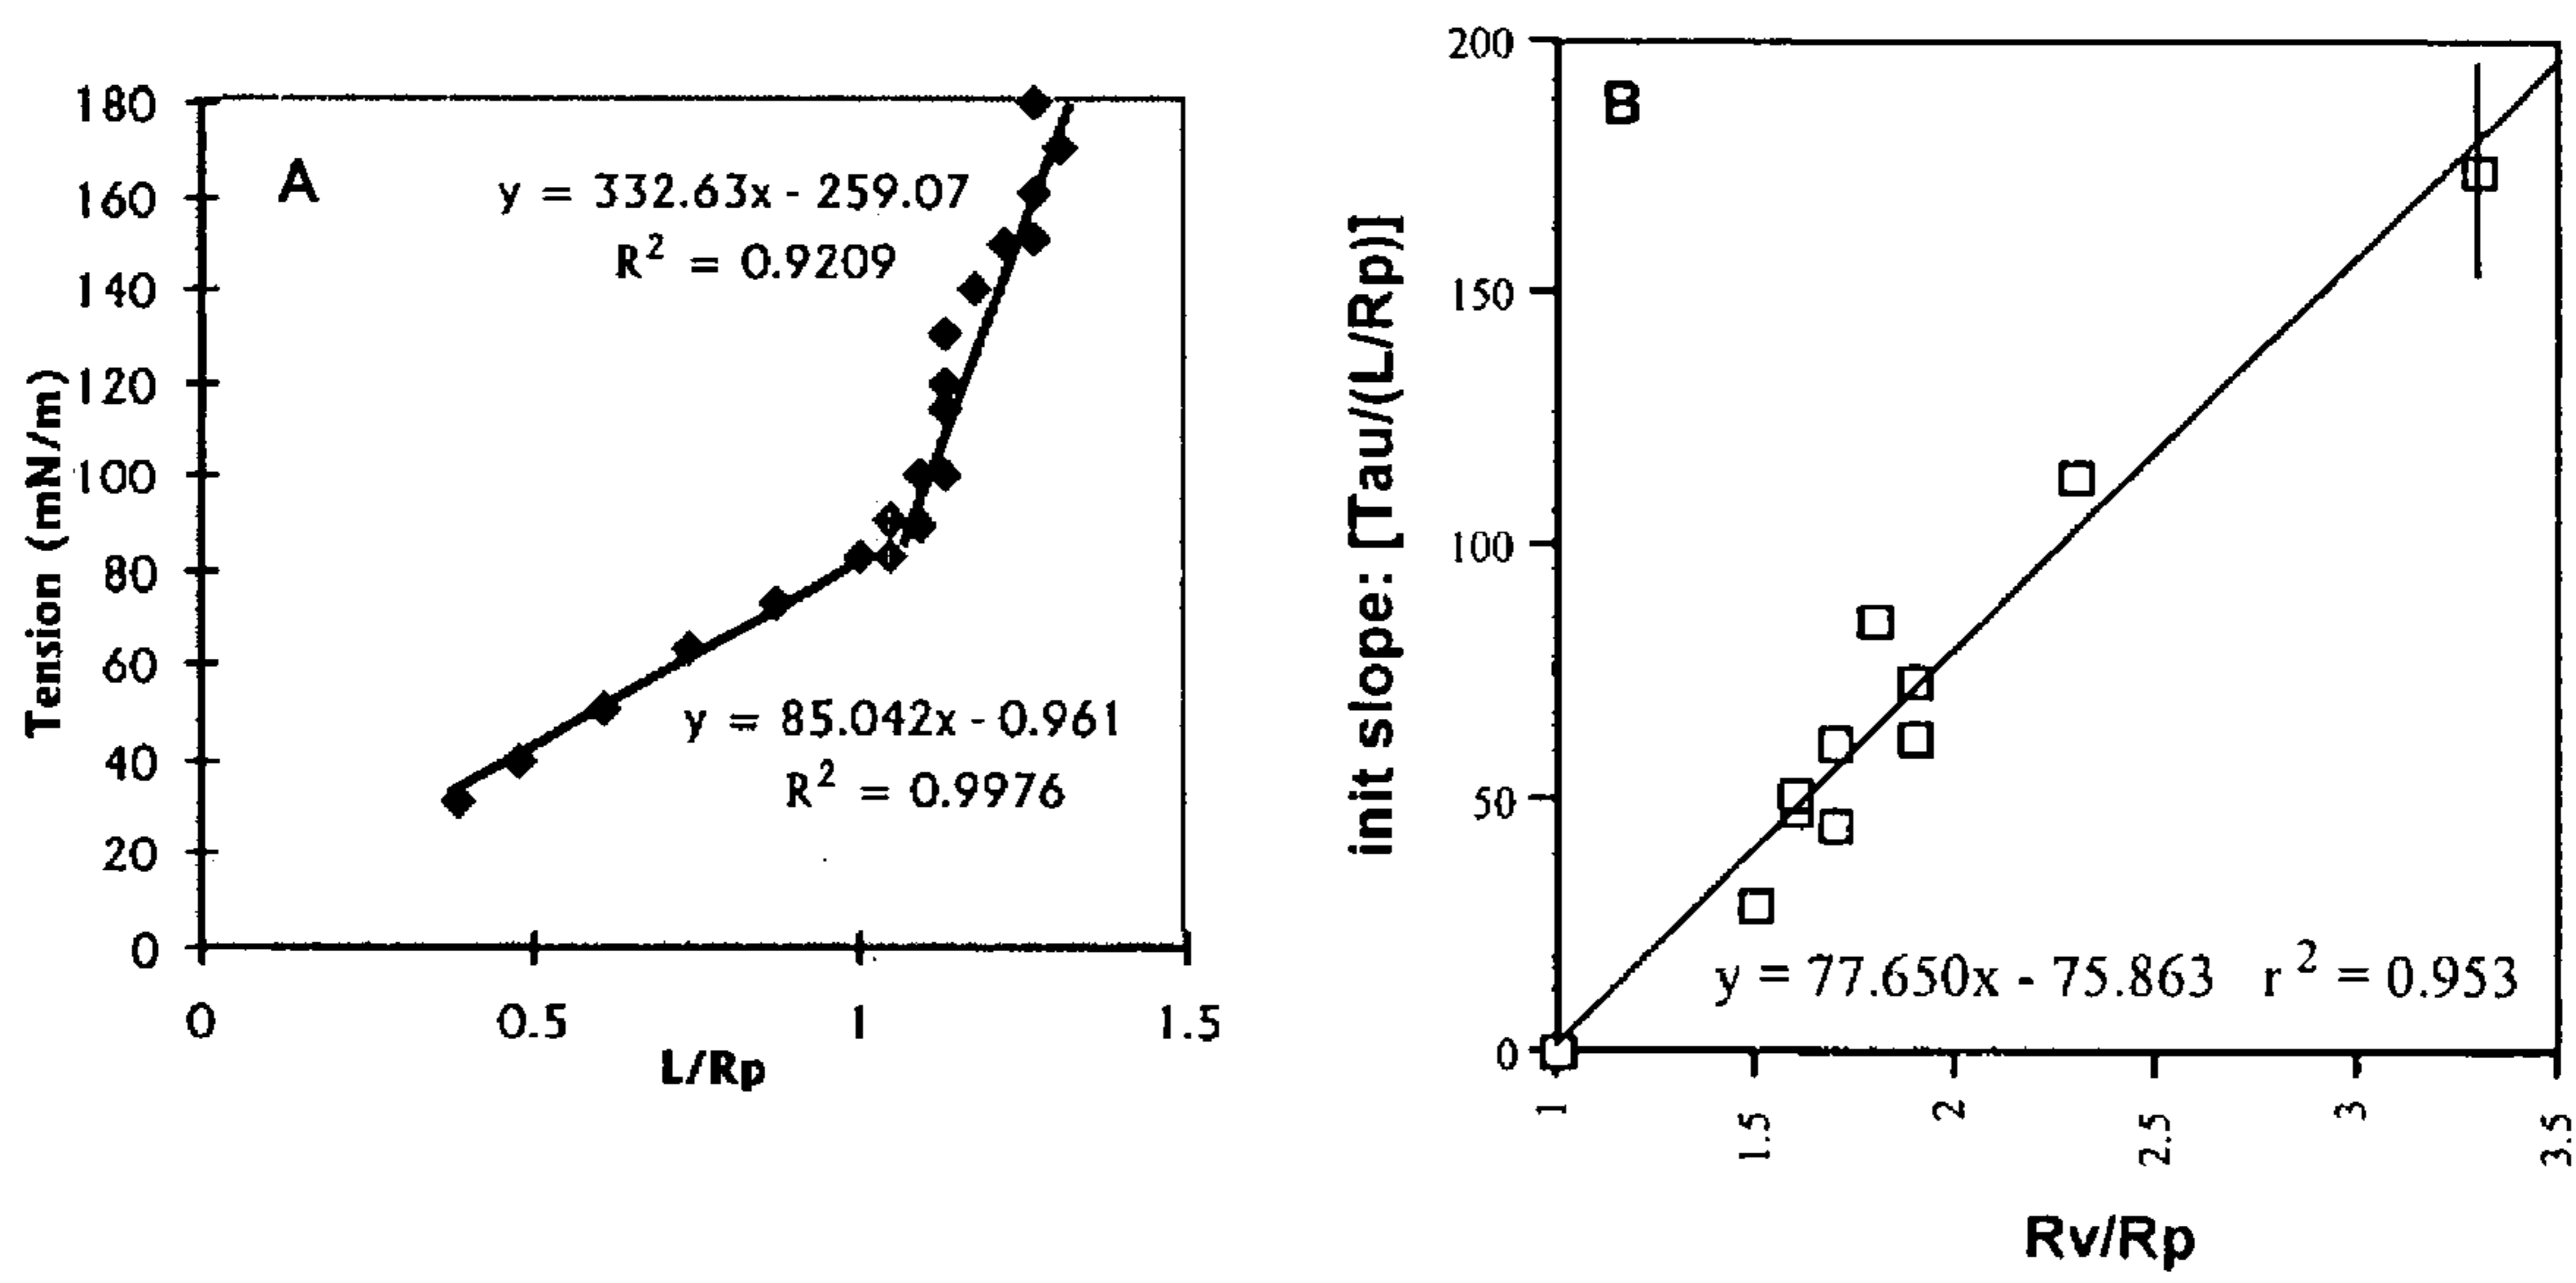 A
180
160
140
120
100
80
60
40
20
0
Tension (mN/m)
y = 332.63x - 259.07
R² = 0.9209
y = 85.042x - 0.961
R² = 0.9976
0 0.5 1 1.5
L/Rp
B
200
150
100
50
0
init slope: [Tau/(L/Rp)]
y = 77.650x - 75.863 r² = 0.953
1 1.5 2 2.5 3 3.5
Rv/Rp